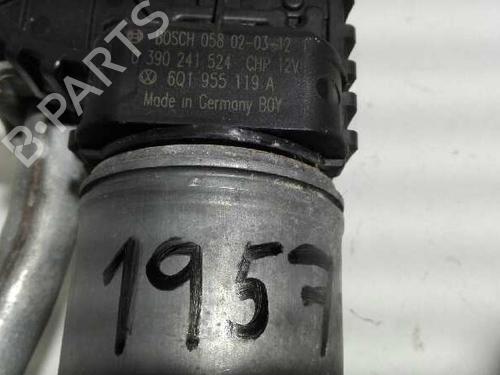 BOSCH 058 02-03-12
0 390 241 524 CHP 12V
6Q1 955 119 A
Made in Germany BOY
1957
B-PARTS